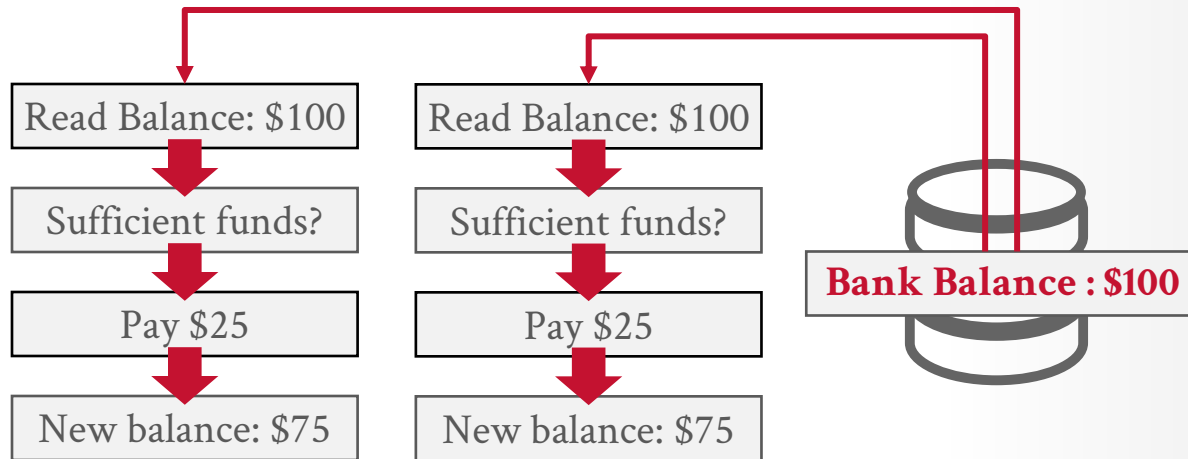 Read Balance: $100
Sufficient funds?
Pay $25
New balance: $75
Read Balance: $100
Sufficient funds?
Pay $25
New balance: $75
Bank Balance : $100